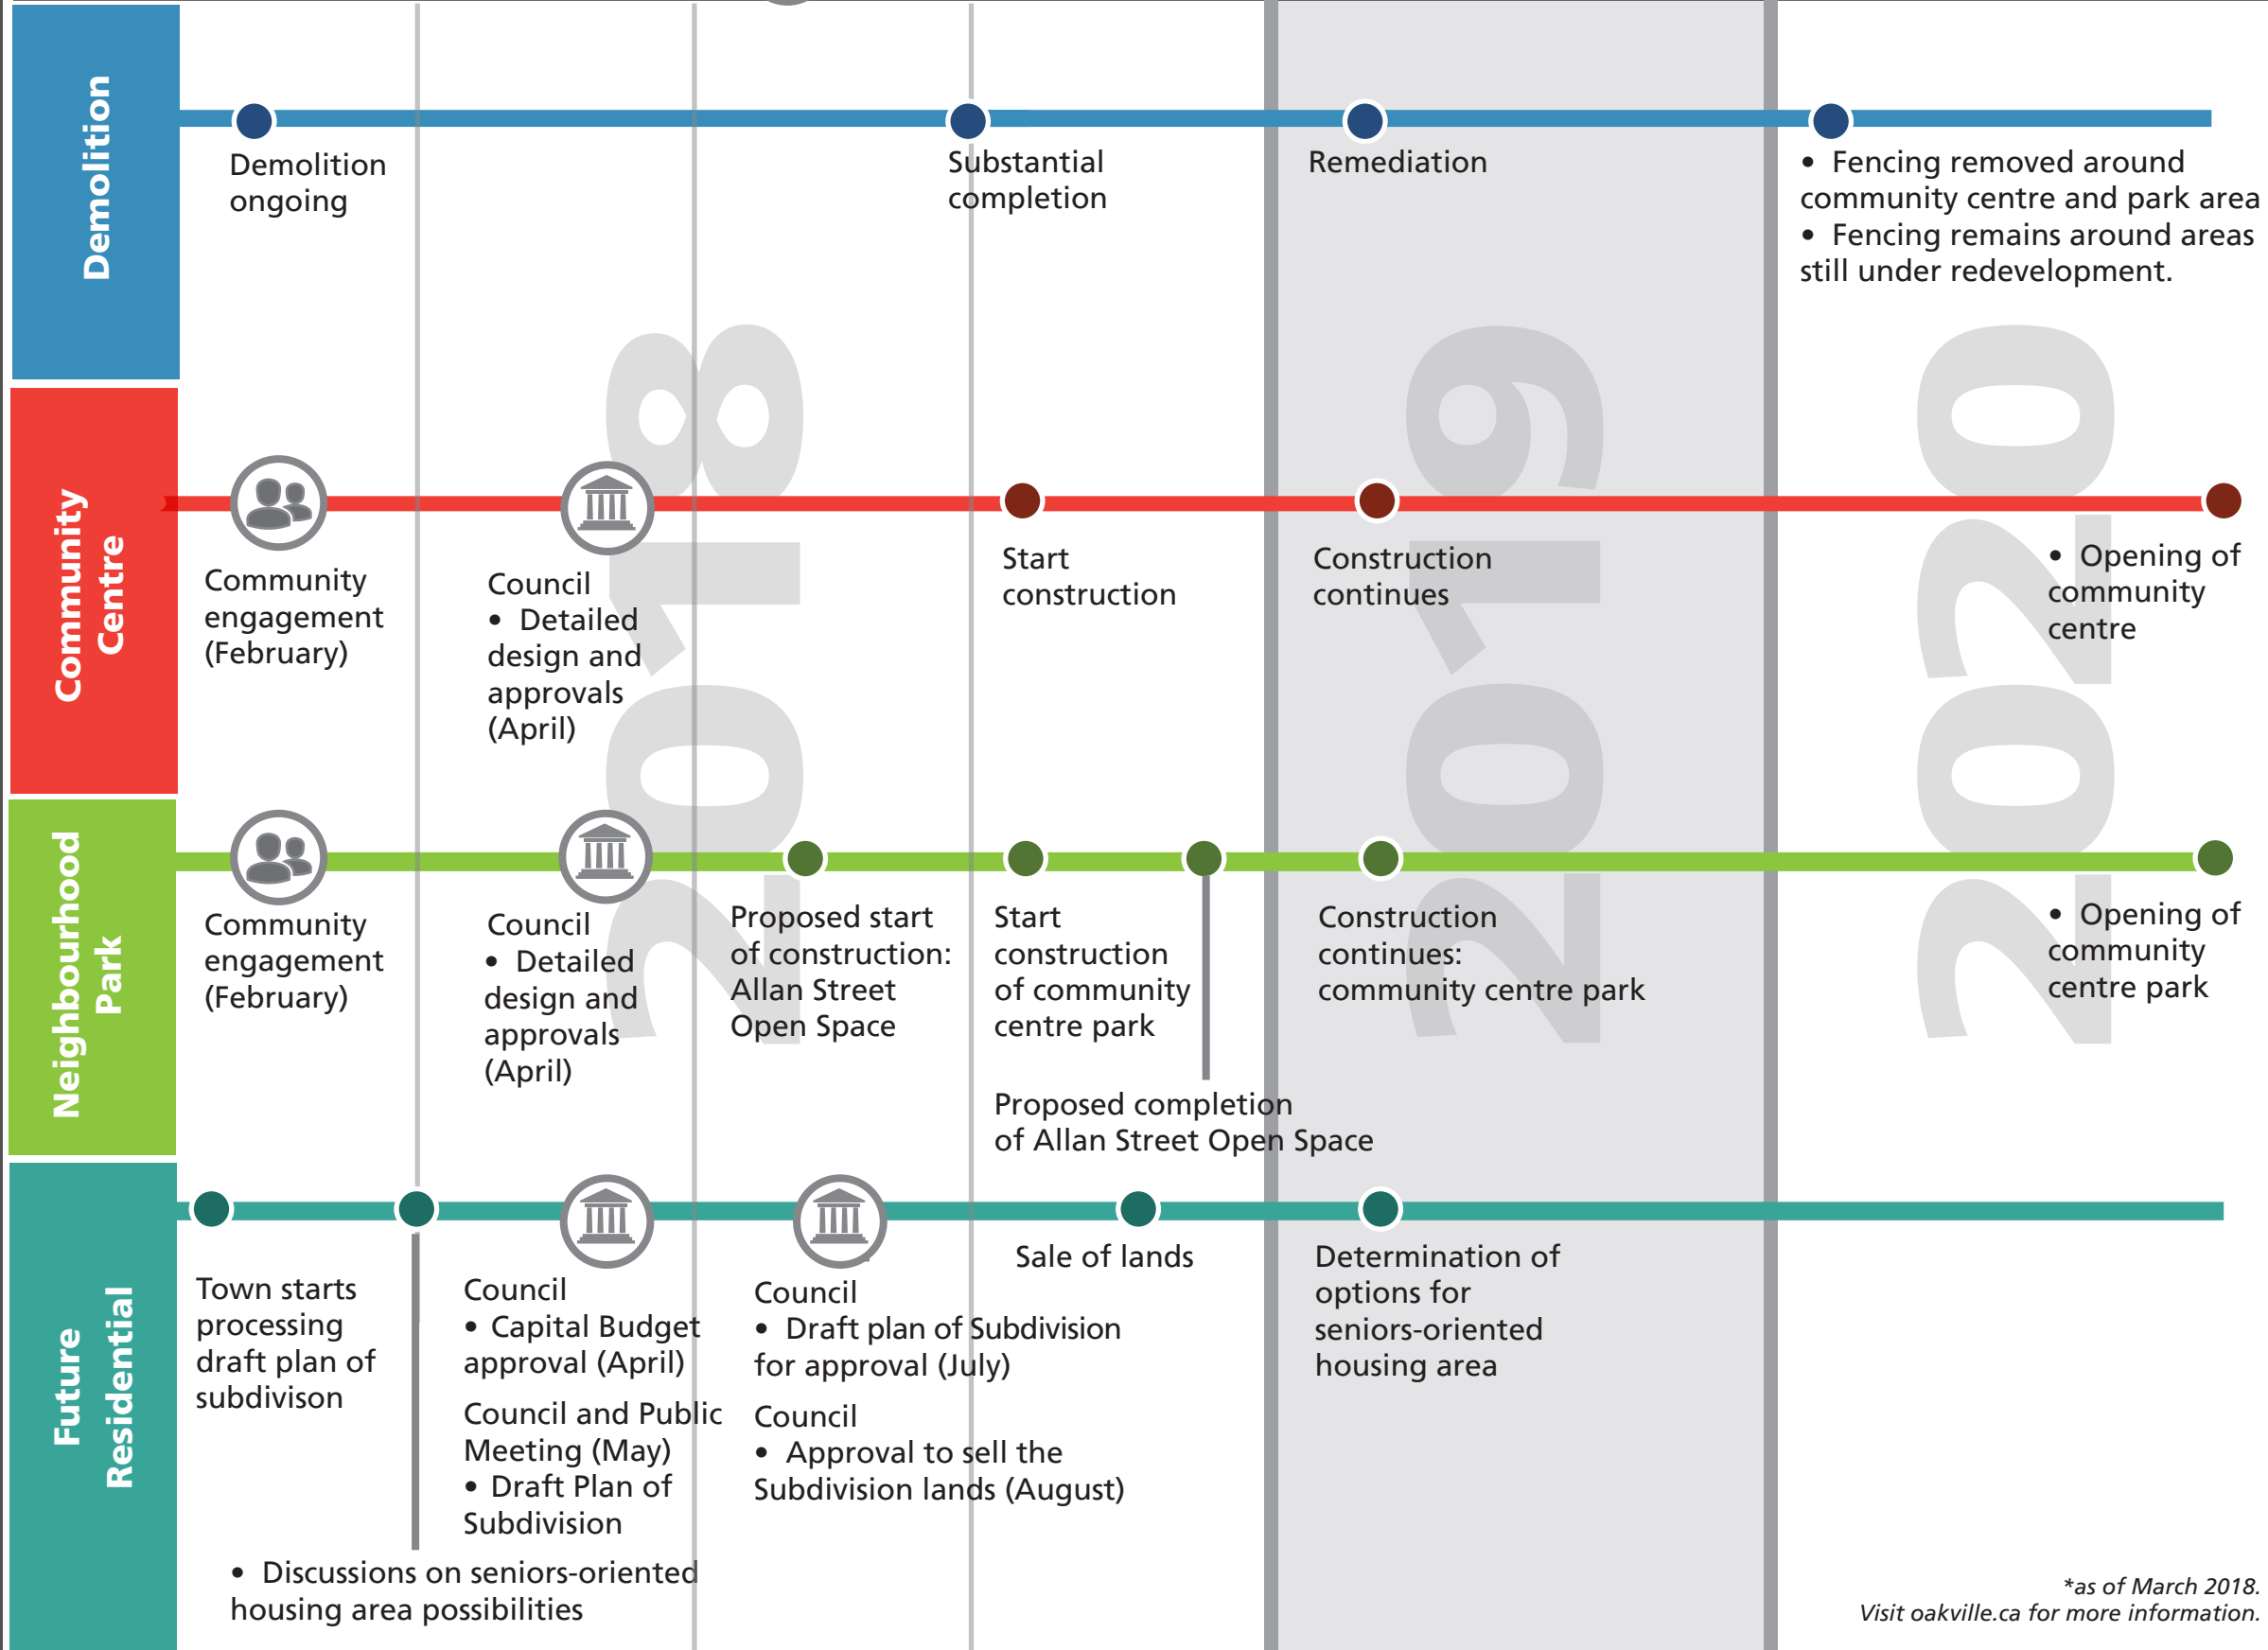 Demolition
Demolition
ongoing
Substantial
completion
Remediation
• Fencing removed around
community centre and park area
• Fencing remains around areas
still under redevelopment.
2018
2019
2020
Community
Centre
Community
engagement
(February)
Council
• Detailed
design and
approvals
(April)
Start
construction
Construction
continues
• Opening of
community
centre
Neighbourhood
Park
Community
engagement
(February)
Council
• Detailed
design and
approvals
(April)
Proposed start
of construction:
Allan Street
Open Space
Start
construction
of community
centre park
Proposed completion
of Allan Street Open Space
Construction
continues:
community centre park
• Opening of
community
centre park
Future
Residential
Town starts
processing
draft plan of
subdivison
• Discussions on seniors-oriented
housing area possibilities
Council
• Capital Budget
approval (April)
Council and Public
Meeting (May)
• Draft Plan of
Subdivision
Council
• Draft plan of Subdivision
for approval (July)
Council
• Approval to sell the
Subdivision lands (August)
Sale of lands
Determination of
options for
seniors-oriented
housing area
*as of March 2018.
Visit oakville.ca for more information.